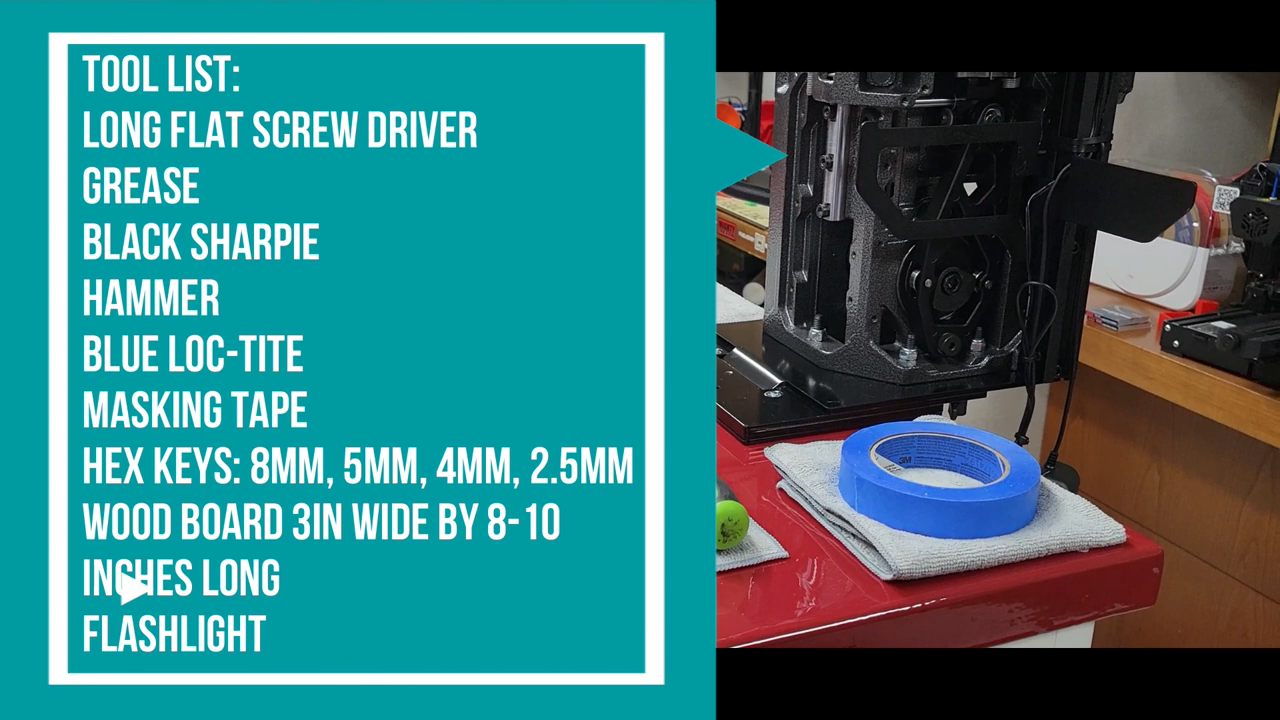 TOOL LIST:
LONG FLAT SCREW DRIVER
GREASE
BLACK SHARPIE
HAMMER
BLUE LOC-TITE
MASKING TAPE
HEX KEYS: 8MM, 5MM, 4MM, 2.5MM
WOOD BOARD 3IN WIDE BY 8-10
INCHES LONG
FLASHLIGHT
3M